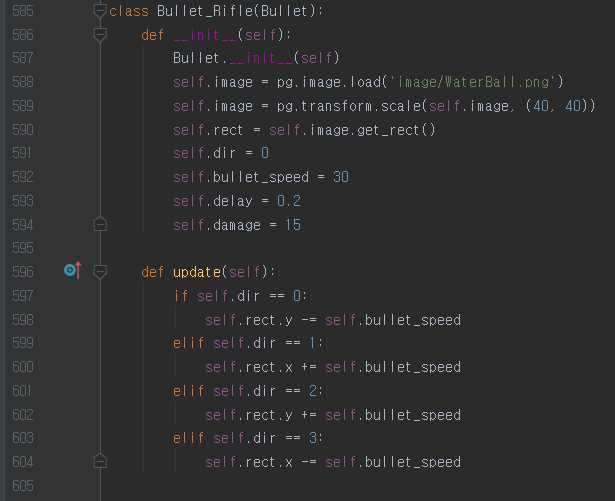 585 class Bullet_Rifle(Bullet):
586     def __init__(self):
587         Bullet.__init__(self)
588         self.image = pg.image.load('image/WaterBall.png')
589         self.image = pg.transform.scale(self.image, (40, 40))
590         self.rect = self.image.get_rect()
591         self.dir = 0
592         self.bullet_speed = 30
593         self.delay = 0.2
594         self.damage = 15
595
596     def update(self):
597         if self.dir == 0:
598             self.rect.y -= self.bullet_speed
599         elif self.dir == 1:
600             self.rect.x += self.bullet_speed
601         elif self.dir == 2:
602             self.rect.y += self.bullet_speed
603         elif self.dir == 3:
604             self.rect.x -= self.bullet_speed
605